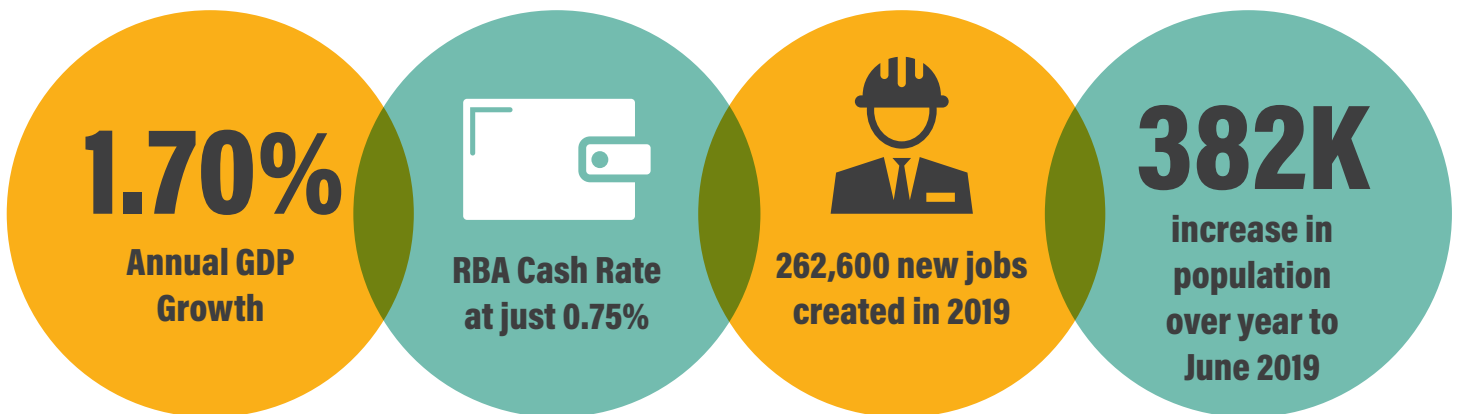 1.70%
Annual GDP
Growth
RBA Cash Rate
at just 0.75%
262,600 new jobs
created in 2019
382K
increase in
population
over year to
June 2019